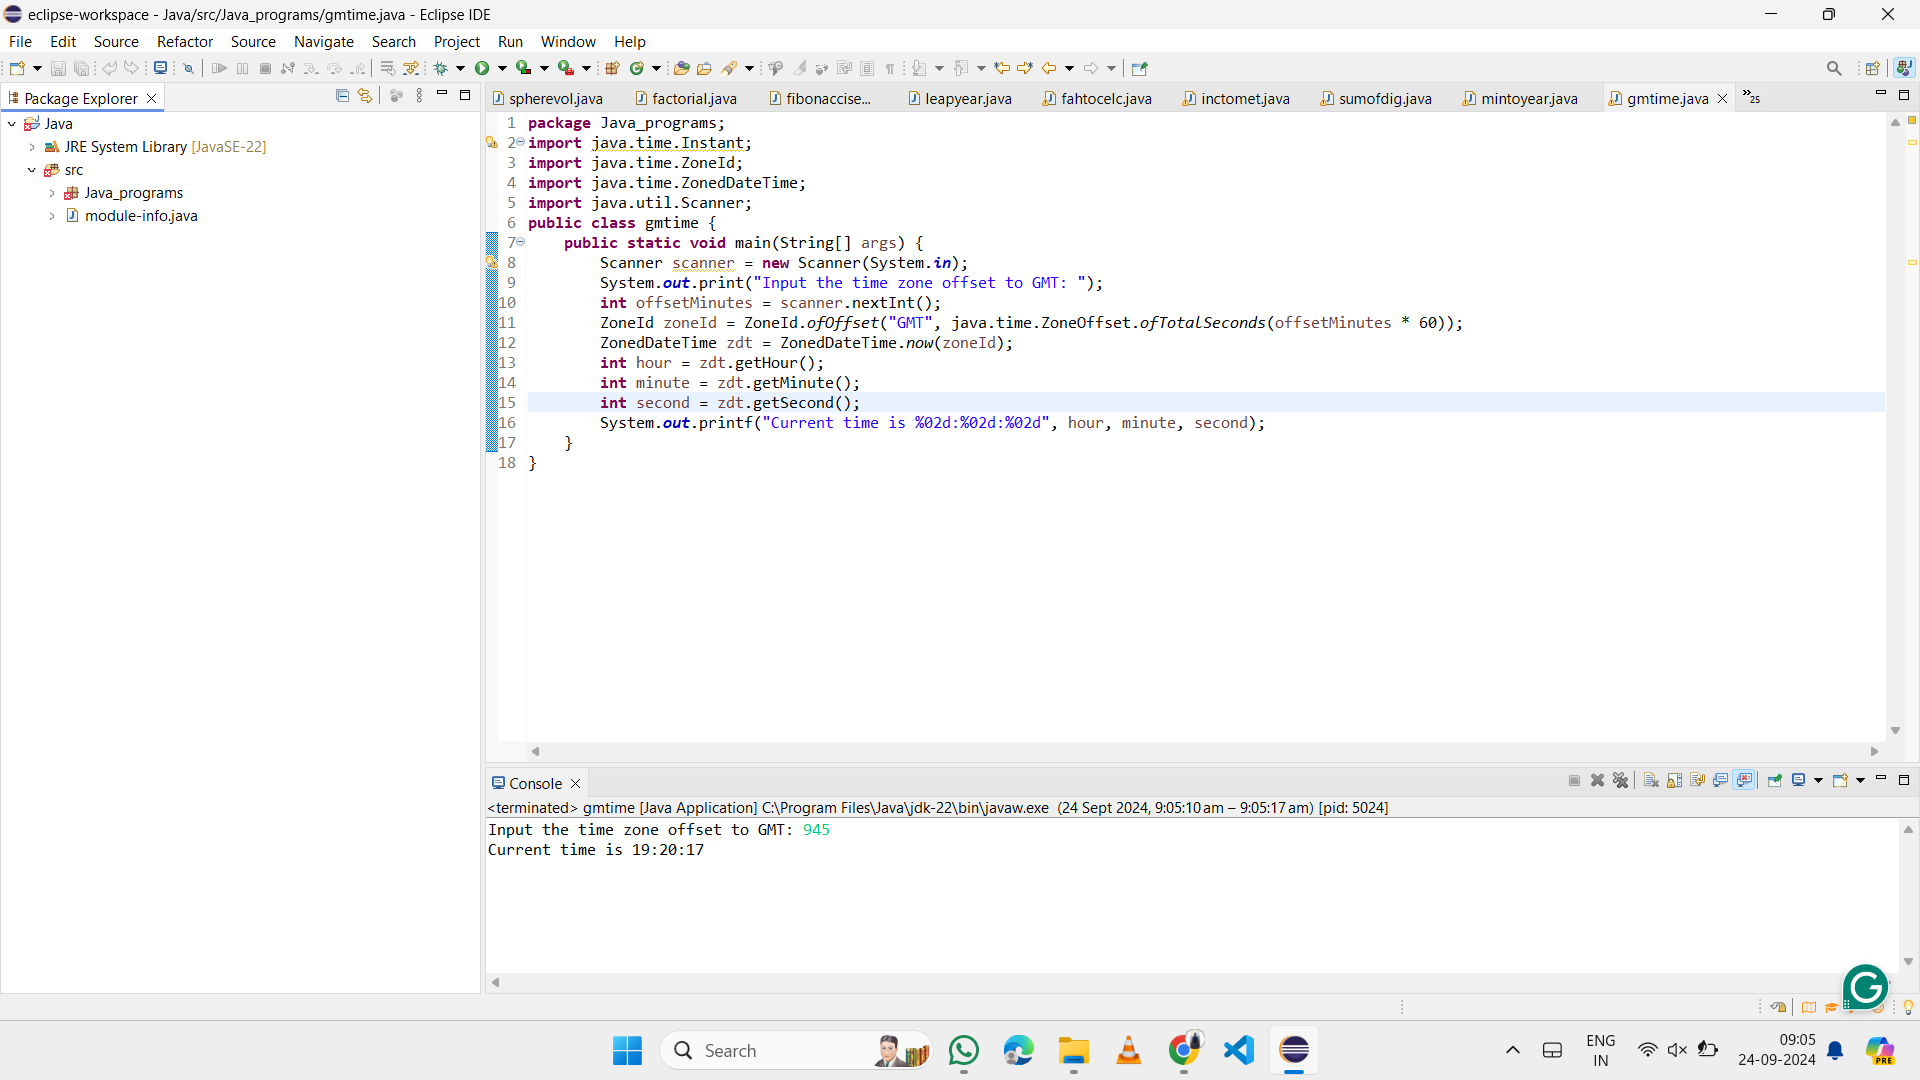 eclipse-workspace - Java/src/Java_programs/gmtime.java - Eclipse IDE
File Edit Source Refactor Source Navigate Search Project Run Window Help
Package Explorer
Java
JRE System Library [JavaSE-22]
src
Java_programs
module-info.java
spherevol.java factorial.java fibonaccise... leapyear.java fahtocelc.java inctomet.java sumofdig.java mintoyear.java gmtime.java 25
1 package Java_programs;
2 import java.time.Instant;
3 import java.time.ZoneId;
4 import java.time.ZonedDateTime;
5 import java.util.Scanner;
6 public class gmtime {
7 public static void main(String[] args) {
8 Scanner scanner = new Scanner(System.in);
9 System.out.print("Input the time zone offset to GMT: ");
10 int offsetMinutes = scanner.nextInt();
11 ZoneId zoneId = ZoneId.ofOffset("GMT", java.time.ZoneOffset.ofTotalSeconds(offsetMinutes * 60));
12 ZonedDateTime zdt = ZonedDateTime.now(zoneId);
13 int hour = zdt.getHour();
14 int minute = zdt.getMinute();
15 int second = zdt.getSecond();
16 System.out.printf("Current time is %02d:%02d:%02d", hour, minute, second);
17 }
18 }
Console
<terminated> gmtime [Java Application] C:\Program Files\Java\jdk-22\bin\javaw.exe (24 Sept 2024, 9:05:10 am – 9:05:17 am) [pid: 5024]
Input the time zone offset to GMT: 945
Current time is 19:20:17
Search
ENG
IN
09:05
24-09-2024
PRE